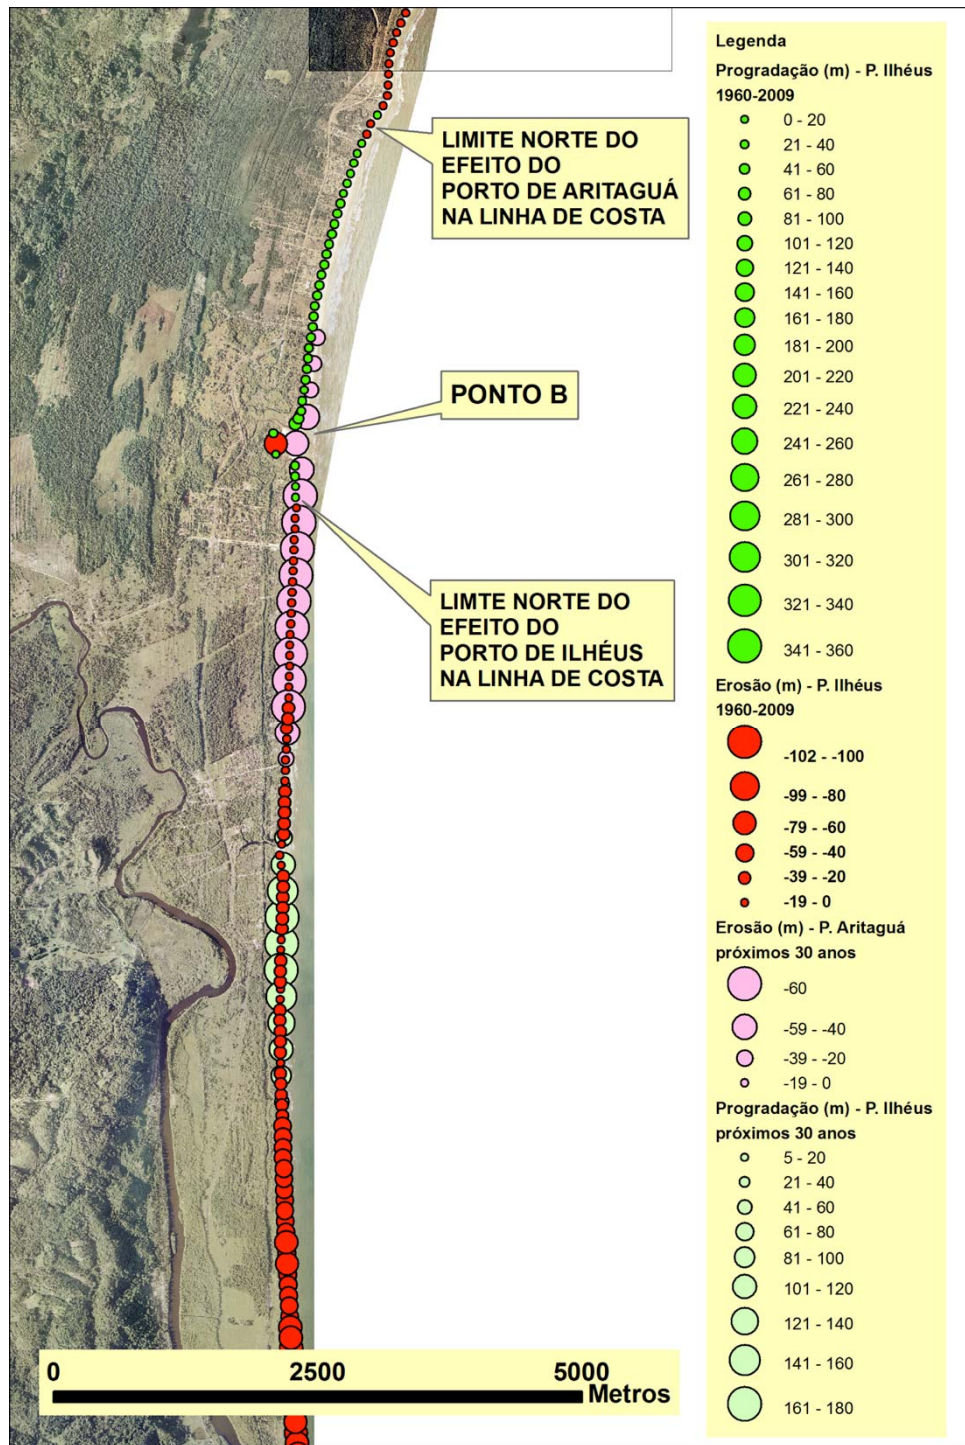 LIMITE NORTE DO
EFEITO DO
PORTO DE ARITAGUÁ
NA LINHA DE COSTA
PONTO B
LIMTE NORTE DO
EFEITO DO
PORTO DE ILHÉUS
NA LINHA DE COSTA
0 2500 5000
Metros
Legenda
Progradação (m) - P. Ilhéus
1960-2009
0 - 20
21 - 40
41 - 60
61 - 80
81 - 100
101 - 120
121 - 140
141 - 160
161 - 180
181 - 200
201 - 220
221 - 240
241 - 260
261 - 280
281 - 300
301 - 320
321 - 340
341 - 360
Erosão (m) - P. Ilhéus
1960-2009
-102 - -100
-99 - -80
-79 - -60
-59 - -40
-39 - -20
-19 - 0
Erosão (m) - P. Aritaguá
próximos 30 anos
-60
-59 - -40
-39 - -20
-19 - 0
Progradação (m) - P. Ilhéus
próximos 30 anos
5 - 20
21 - 40
41 - 60
61 - 80
81 - 100
101 - 120
121 - 140
141 - 160
161 - 180